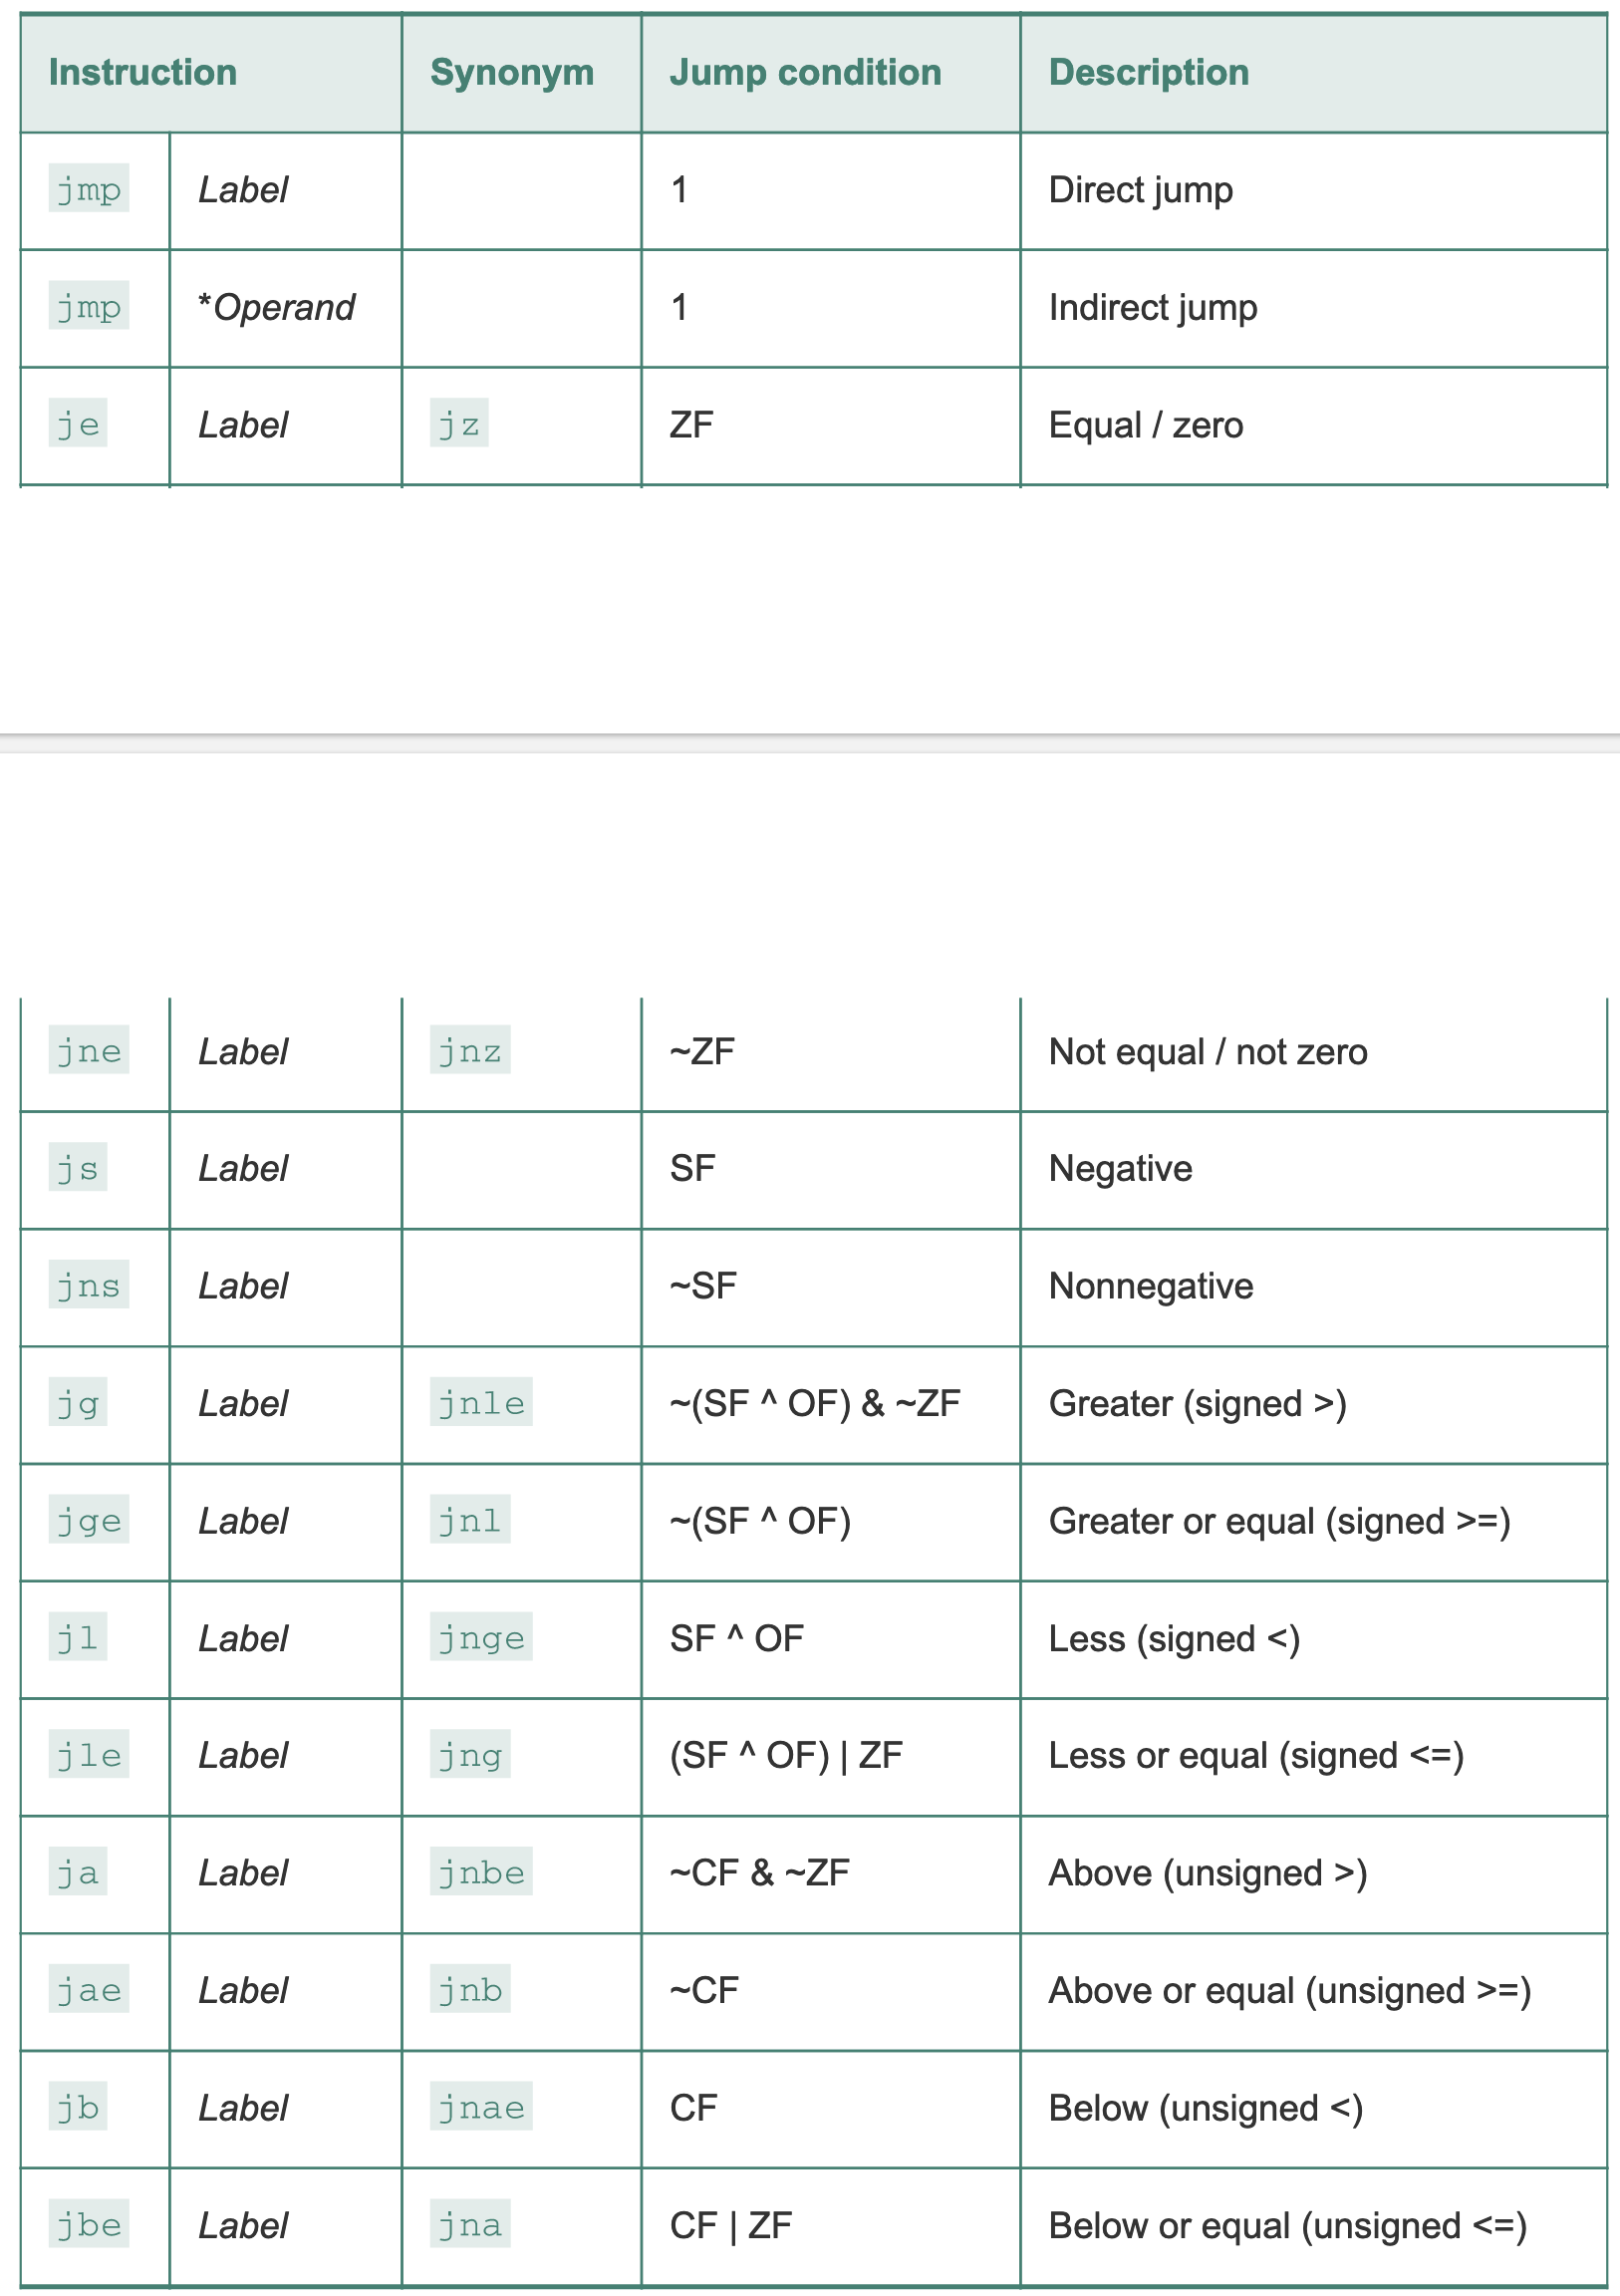 Instruction Synonym Jump condition Description
jmp Label 1 Direct jump
jmp *Operand 1 Indirect jump
je Label jz ZF Equal / zero
jne Label jnz ~ZF Not equal / not zero
js Label SF Negative
jns Label ~SF Nonnegative
jg Label jnle ~(SF ^ OF) & ~ZF Greater (signed >)
jge Label jnl ~(SF ^ OF) Greater or equal (signed >=)
jl Label jnge SF ^ OF Less (signed <)
jle Label jng (SF ^ OF) | ZF Less or equal (signed <=)
ja Label jnbe ~CF & ~ZF Above (unsigned >)
jae Label jnb ~CF Above or equal (unsigned >=)
jb Label jnae CF Below (unsigned <)
jbe Label jna CF | ZF Below or equal (unsigned <=)